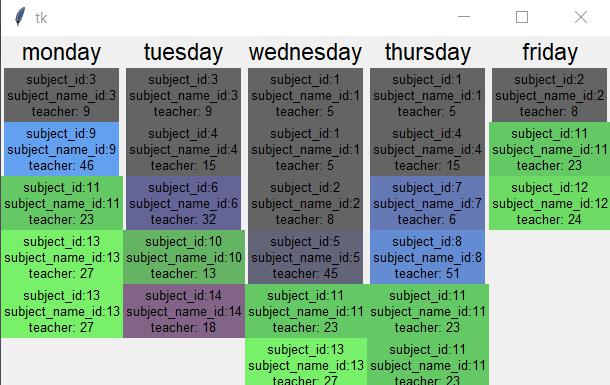 tk
monday tuesday wednesday thursday friday
subject_id:3 subject_id:3 subject_id:1 subject_id:1 subject_id:2
subject_name_id:3 subject_name_id:3 subject_name_id:1 subject_name_id:1 subject_name_id:2
teacher: 9 teacher: 9 teacher: 5 teacher: 5 teacher: 8
subject_id:9 subject_id:4 subject_id:1 subject_id:4 subject_id:11
subject_name_id:9 subject_name_id:4 subject_name_id:1 subject_name_id:4 subject_name_id:11
teacher: 46 teacher: 15 teacher: 5 teacher: 15 teacher: 23
subject_id:11 subject_id:6 subject_id:2 subject_id:7 subject_id:12
subject_name_id:11 subject_name_id:6 subject_name_id:2 subject_name_id:7 subject_name_id:12
teacher: 23 teacher: 32 teacher: 8 teacher: 6 teacher: 24
subject_id:13 subject_id:10 subject_id:5 subject_id:8
subject_name_id:13 subject_name_id:10 subject_name_id:5 subject_name_id:8
teacher: 27 teacher: 13 teacher: 45 teacher: 51
subject_id:13 subject_id:14 subject_id:11 subject_id:11
subject_name_id:13 subject_name_id:14 subject_name_id:11 subject_name_id:11
teacher: 27 teacher: 18 teacher: 23 teacher: 23
subject_id:13 subject_id:11
subject_name_id:13 subject_name_id:11
teacher: 27 teacher: 23